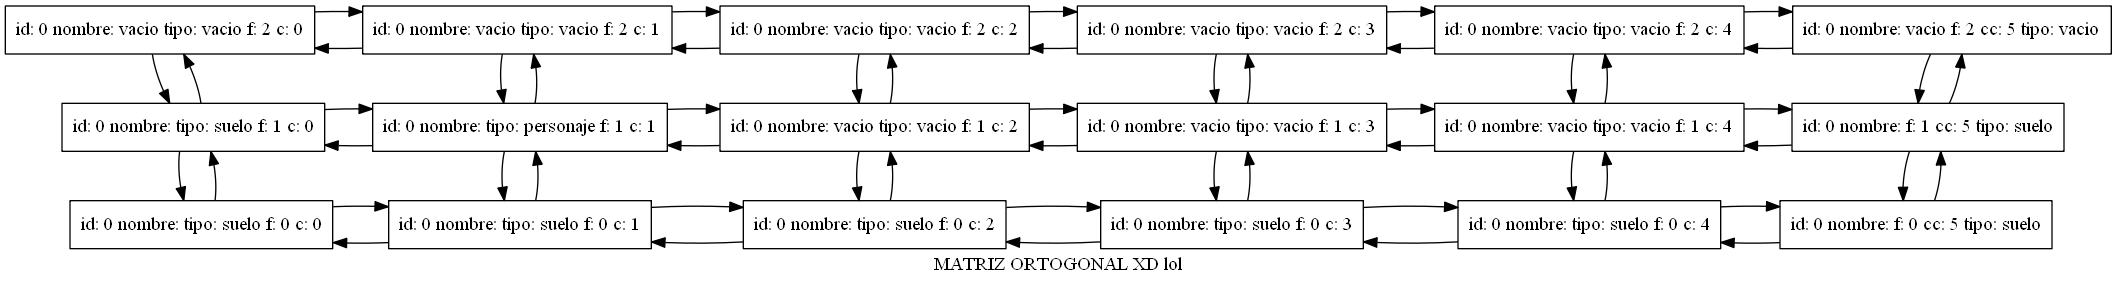 id: 0 nombre: vacio tipo: vacio f: 2 c: 0
id: 0 nombre: vacio tipo: vacio f: 2 c: 1
id: 0 nombre: vacio tipo: vacio f: 2 c: 2
id: 0 nombre: vacio tipo: vacio f: 2 c: 3
id: 0 nombre: vacio tipo: vacio f: 2 c: 4
id: 0 nombre: vacio f: 2 cc: 5 tipo: vacio
id: 0 nombre: tipo: suelo f: 1 c: 0
id: 0 nombre: tipo: personaje f: 1 c: 1
id: 0 nombre: vacio tipo: vacio f: 1 c: 2
id: 0 nombre: vacio tipo: vacio f: 1 c: 3
id: 0 nombre: vacio tipo: vacio f: 1 c: 4
id: 0 nombre: f: 1 cc: 5 tipo: suelo
id: 0 nombre: tipo: suelo f: 0 c: 0
id: 0 nombre: tipo: suelo f: 0 c: 1
id: 0 nombre: tipo: suelo f: 0 c: 2
id: 0 nombre: tipo: suelo f: 0 c: 3
id: 0 nombre: tipo: suelo f: 0 c: 4
id: 0 nombre: f: 0 cc: 5 tipo: suelo
MATRIZ ORTOGONAL XD lol